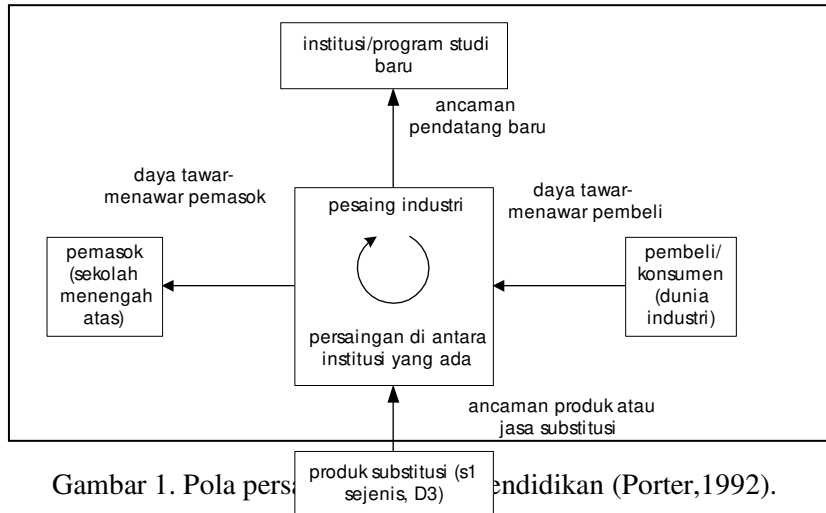 institusi/program studi
baru
ancaman
pendatang baru
daya tawar-
menawar pemasok
daya tawar-
menawar pembeli
pesaing industri
pemasok
(sekolah
menengah
atas)
pembeli/
konsumen
(dunia
industri)
persaingan di antara
institusi yang ada
ancaman produk atau
jasa substitusi
produk substitusi (s1
sejenis, D3)
Gambar 1. Pola (Porter,1992).